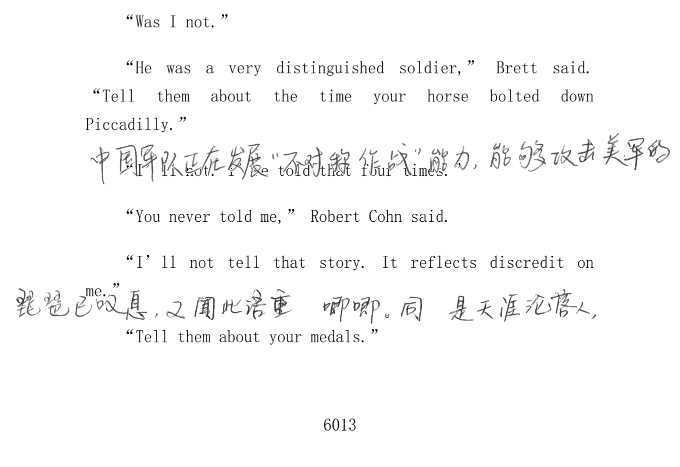 “Was I not.”
“He was a very distinguished soldier,” Brett said.
“Tell them about the time your horse bolted down
Piccadilly.”
中国军队正在发展“不对称作战”能力，能够攻击美军的
“I'll not. I've told that four times.”
“You never told me,” Robert Cohn said.
“I'll not tell that story. It reflects discredit on
me.”
琵琶已叹息，又闻此语重 唧唧。同 是天涯沦落人，
“Tell them about your medals.”
6013